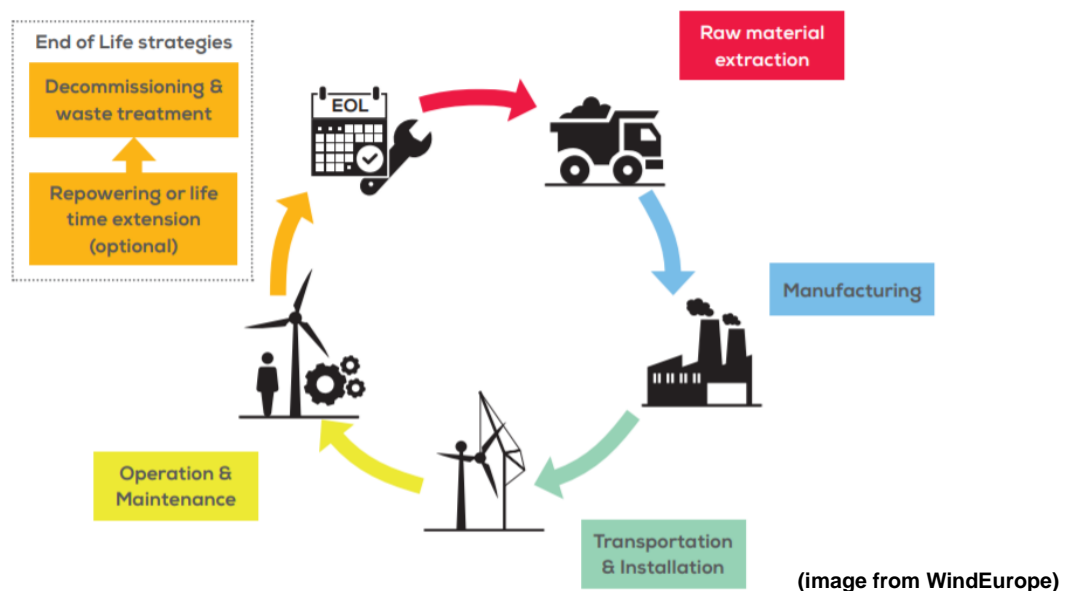 End of Life strategies
Decommissioning &
waste treatment
Repowering or life
time extension
(optional)
EOL
Raw material
extraction
Manufacturing
Transportation
& Installation
Operation &
Maintenance
(image from WindEurope)